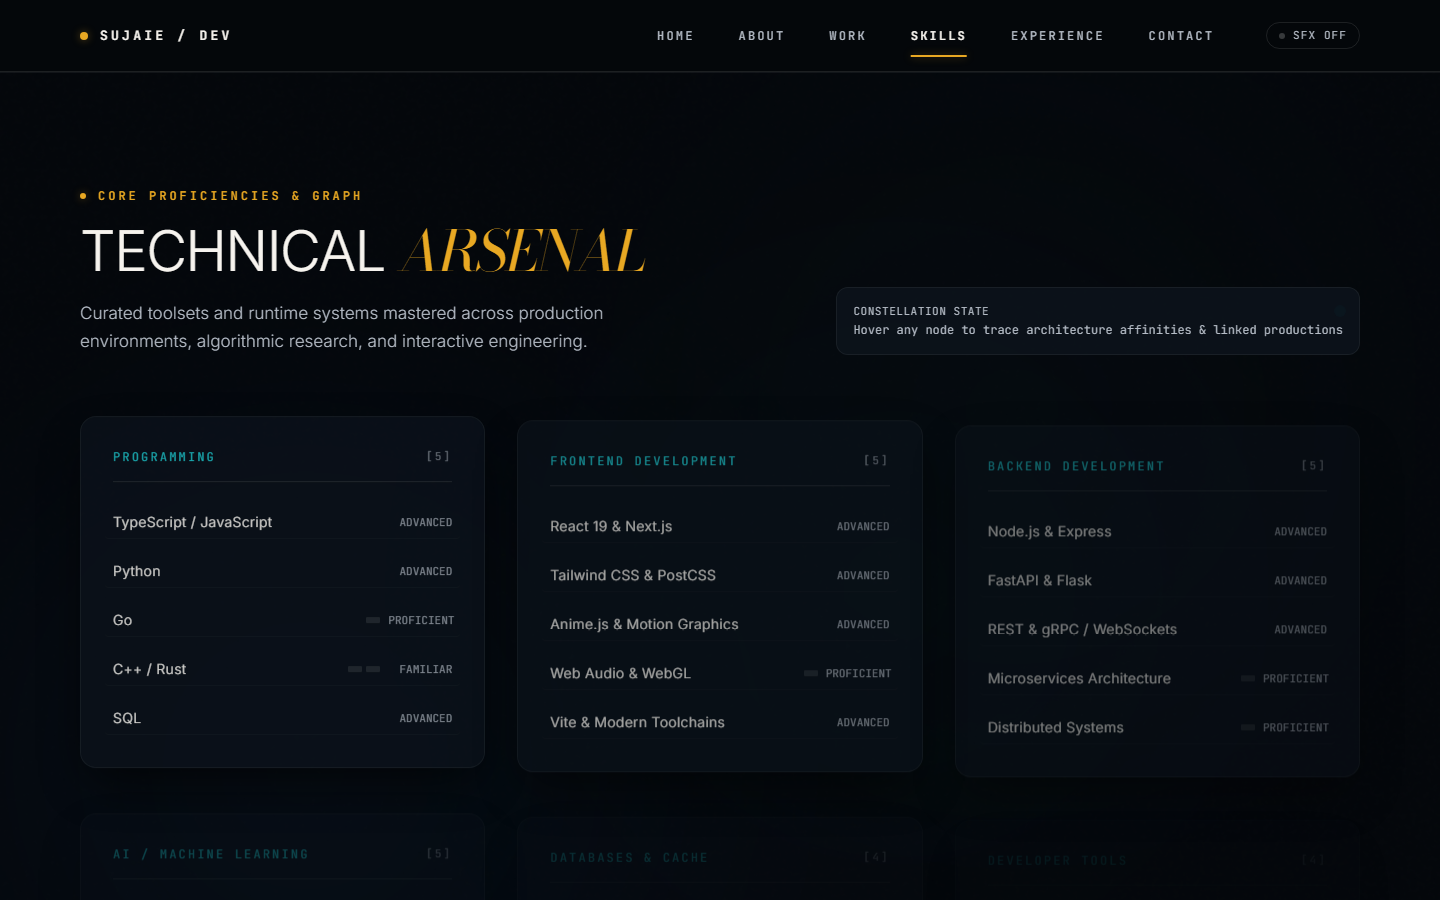 SUJAIE / DEV
HOME ABOUT WORK SKILLS EXPERIENCE CONTACT SFX OFF
CORE PROFICIENCIES & GRAPH
TECHNICAL ARSENAL
Curated toolsets and runtime systems mastered across production
environments, algorithmic research, and interactive engineering.
CONSTELLATION STATE
Hover any node to trace architecture affinities & linked productions
PROGRAMMING [5]
TypeScript / JavaScript ADVANCED
Python ADVANCED
Go PROFICIENT
C++ / Rust FAMILIAR
SQL ADVANCED
FRONTEND DEVELOPMENT [5]
React 19 & Next.js ADVANCED
Tailwind CSS & PostCSS ADVANCED
Anime.js & Motion Graphics ADVANCED
Web Audio & WebGL PROFICIENT
Vite & Modern Toolchains ADVANCED
BACKEND DEVELOPMENT [5]
Node.js & Express ADVANCED
FastAPI & Flask ADVANCED
REST & gRPC / WebSockets ADVANCED
Microservices Architecture PROFICIENT
Distributed Systems PROFICIENT
AI / MACHINE LEARNING [5]
DATABASES & CACHE [4]
DEVELOPER TOOLS [4]